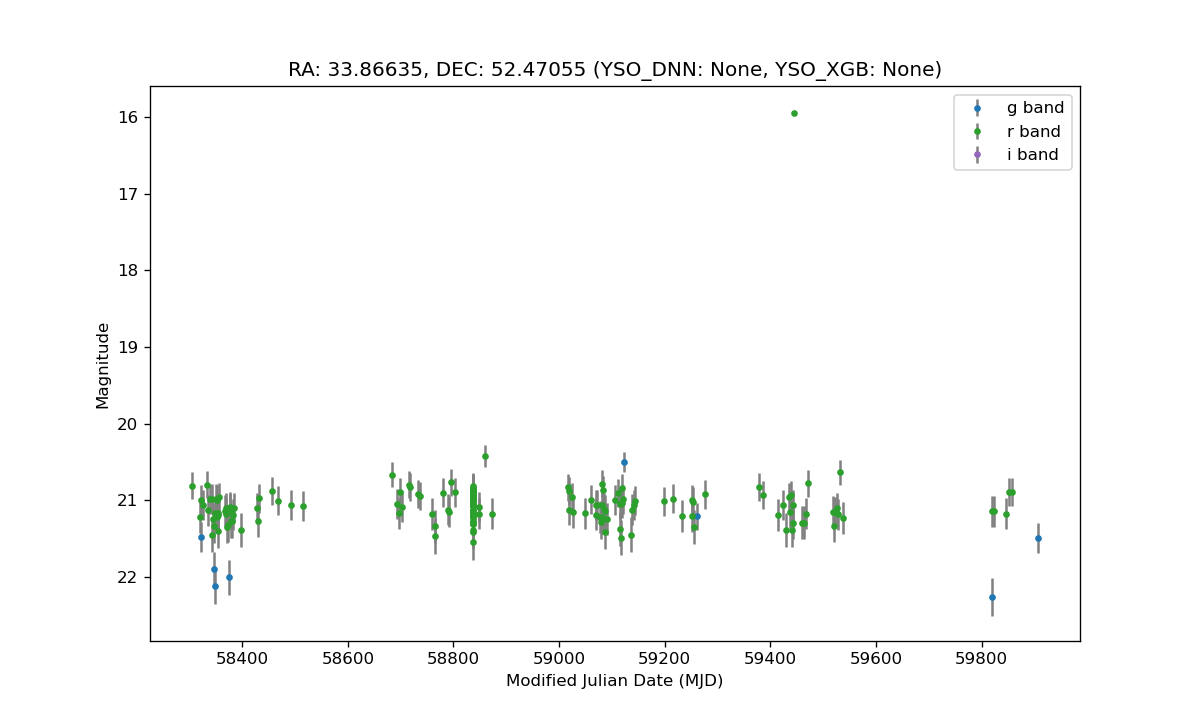 RA: 33.86635, DEC: 52.47055 (YSO_DNN: None, YSO_XGB: None)
g band
r band
i band
16
17
18
19
20
21
22
Magnitude
58400
58600
58800
59000
59200
59400
59600
59800
Modified Julian Date (MJD)